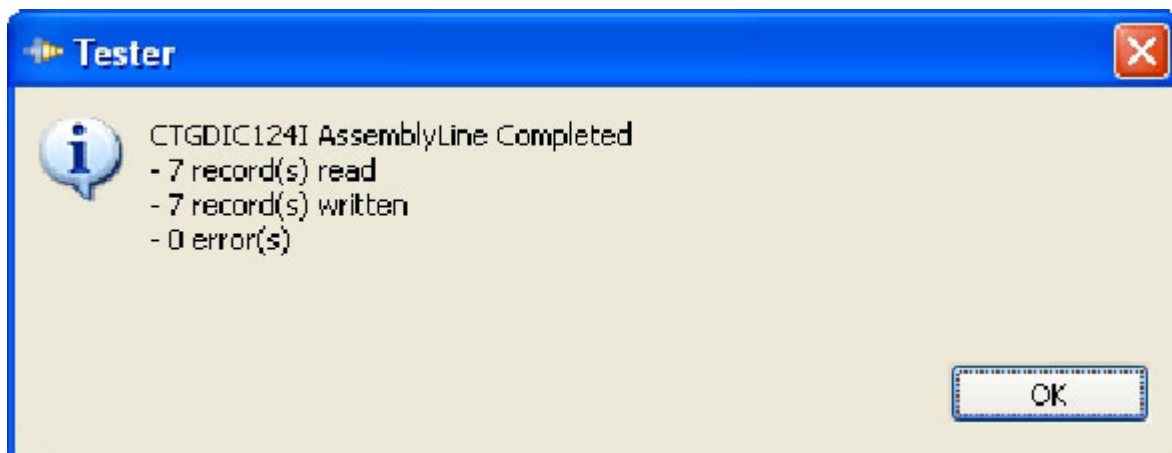 Tester
CTGDIC124I AssemblyLine Completed
- 7 record(s) read
- 7 record(s) written
- 0 error(s)
OK